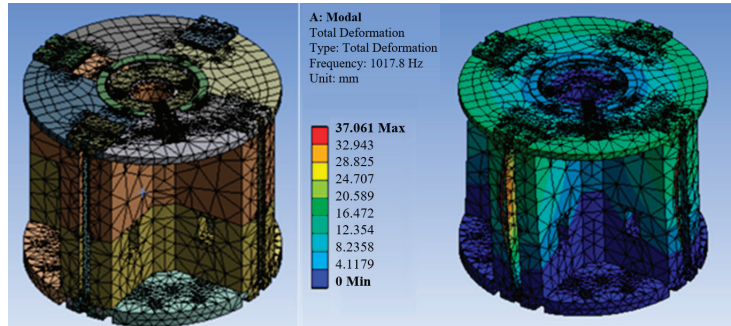 A: Modal
Total Deformation
Type: Total Deformation
Frequency: 1017.8 Hz
Unit: mm
37.061 Max
32.943
28.825
24.707
20.589
16.472
12.354
8.2358
4.1179
0 Min